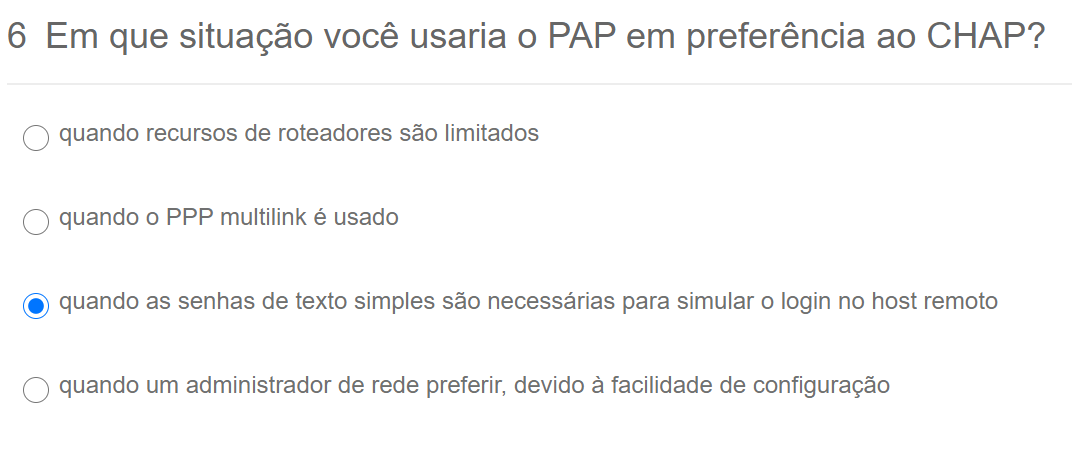 6 Em que situação você usaria o PAP em preferência ao CHAP?
quando recursos de roteadores são limitados
quando o PPP multilink é usado
quando as senhas de texto simples são necessárias para simular o login no host remoto
quando um administrador de rede preferir, devido à facilidade de configuração